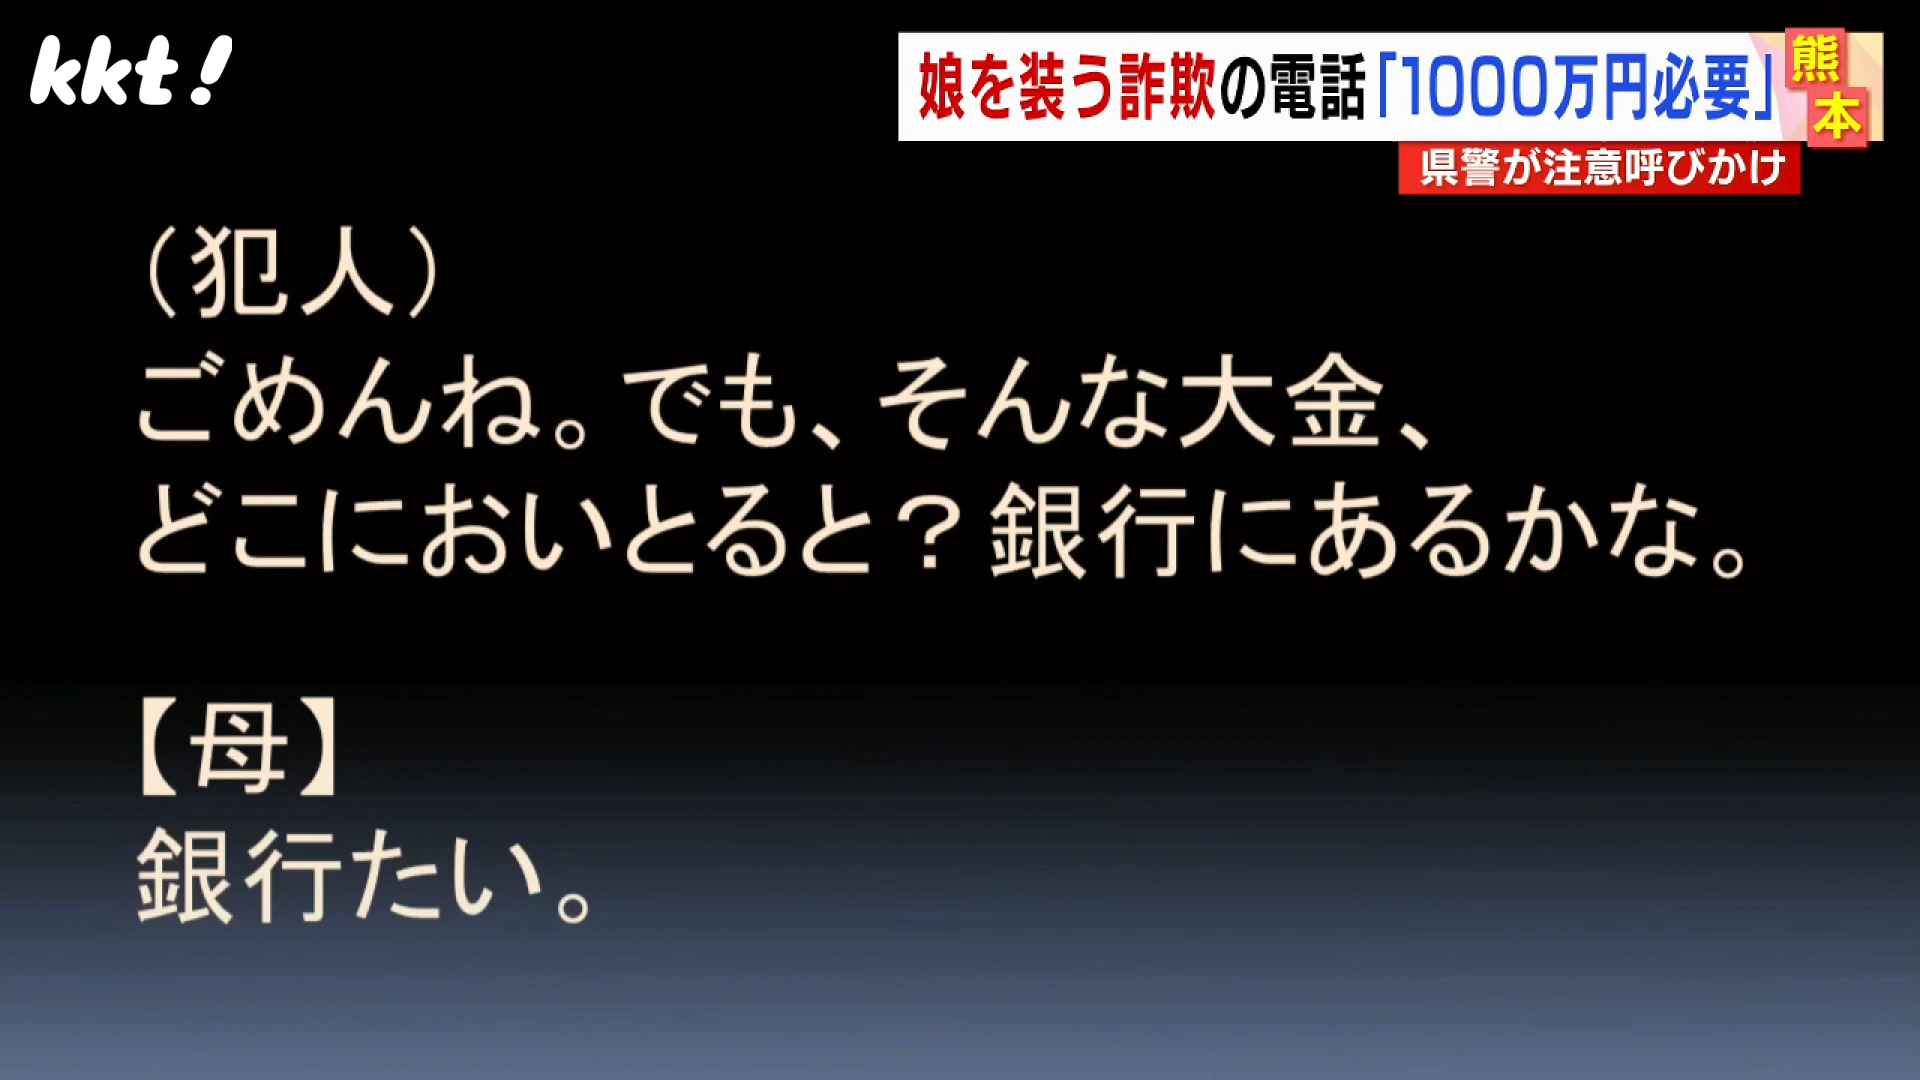 kkt!
娘を装う詐欺の電話「1000万円必要」
熊本
県警が注意呼びかけ
（犯人）
ごめんね。でも、そんな大金、
どこにおいとると？銀行にあるかな。
【母】
銀行たい。